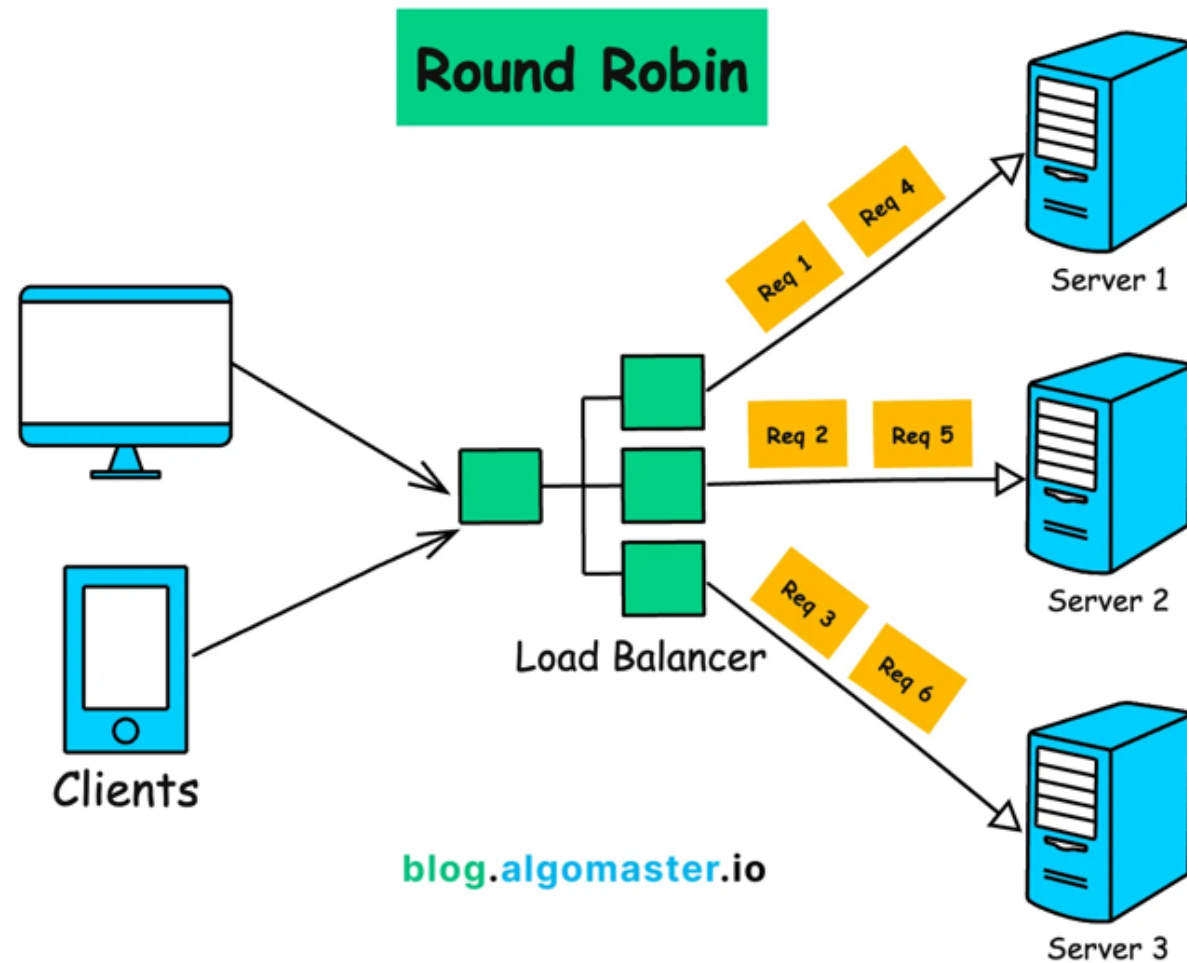 Round Robin
Req 1
Req 4
Server 1
Req 2
Req 5
Server 2
Req 3
Req 6
Server 3
Load Balancer
Clients
blog.algomaster.io